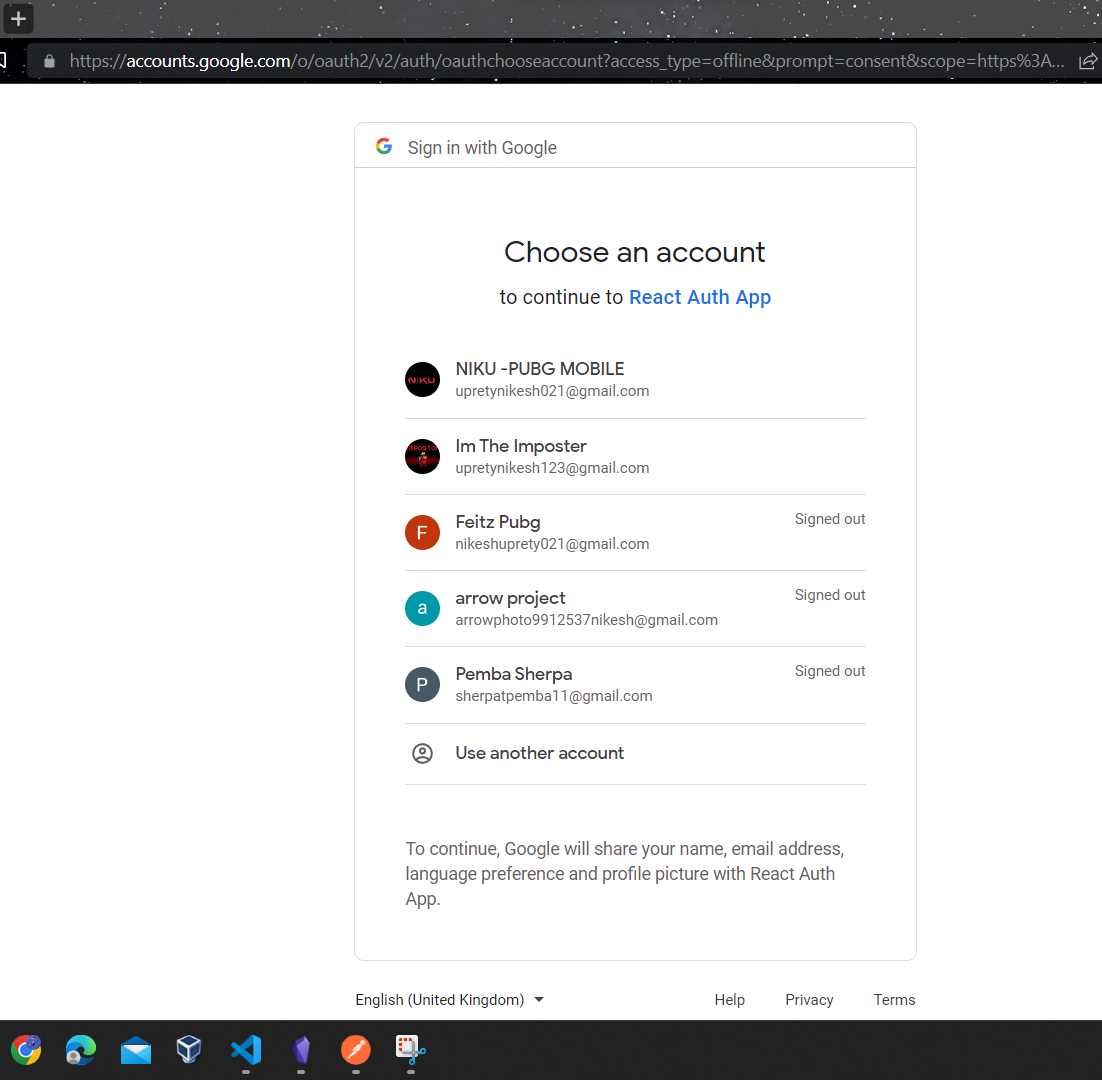 https://accounts.google.com/o/oauth2/v2/auth/oauthchooseaccount?access_type=offline&prompt=consent&scope=https%3A...
Sign in with Google
Choose an account
to continue to React Auth App
NIKU
NIKU -PUBG MOBILE
upretynikesh021@gmail.com
Im The Imposter
upretynikesh123@gmail.com
F
Feitz Pubg
Signed out
nikeshuprety021@gmail.com
a
arrow project
Signed out
arrowphoto9912537nikesh@gmail.com
P
Pemba Sherpa
Signed out
sherpatpemba11@gmail.com
Use another account
To continue, Google will share your name, email address,
language preference and profile picture with React Auth
App.
English (United Kingdom)
Help Privacy Terms